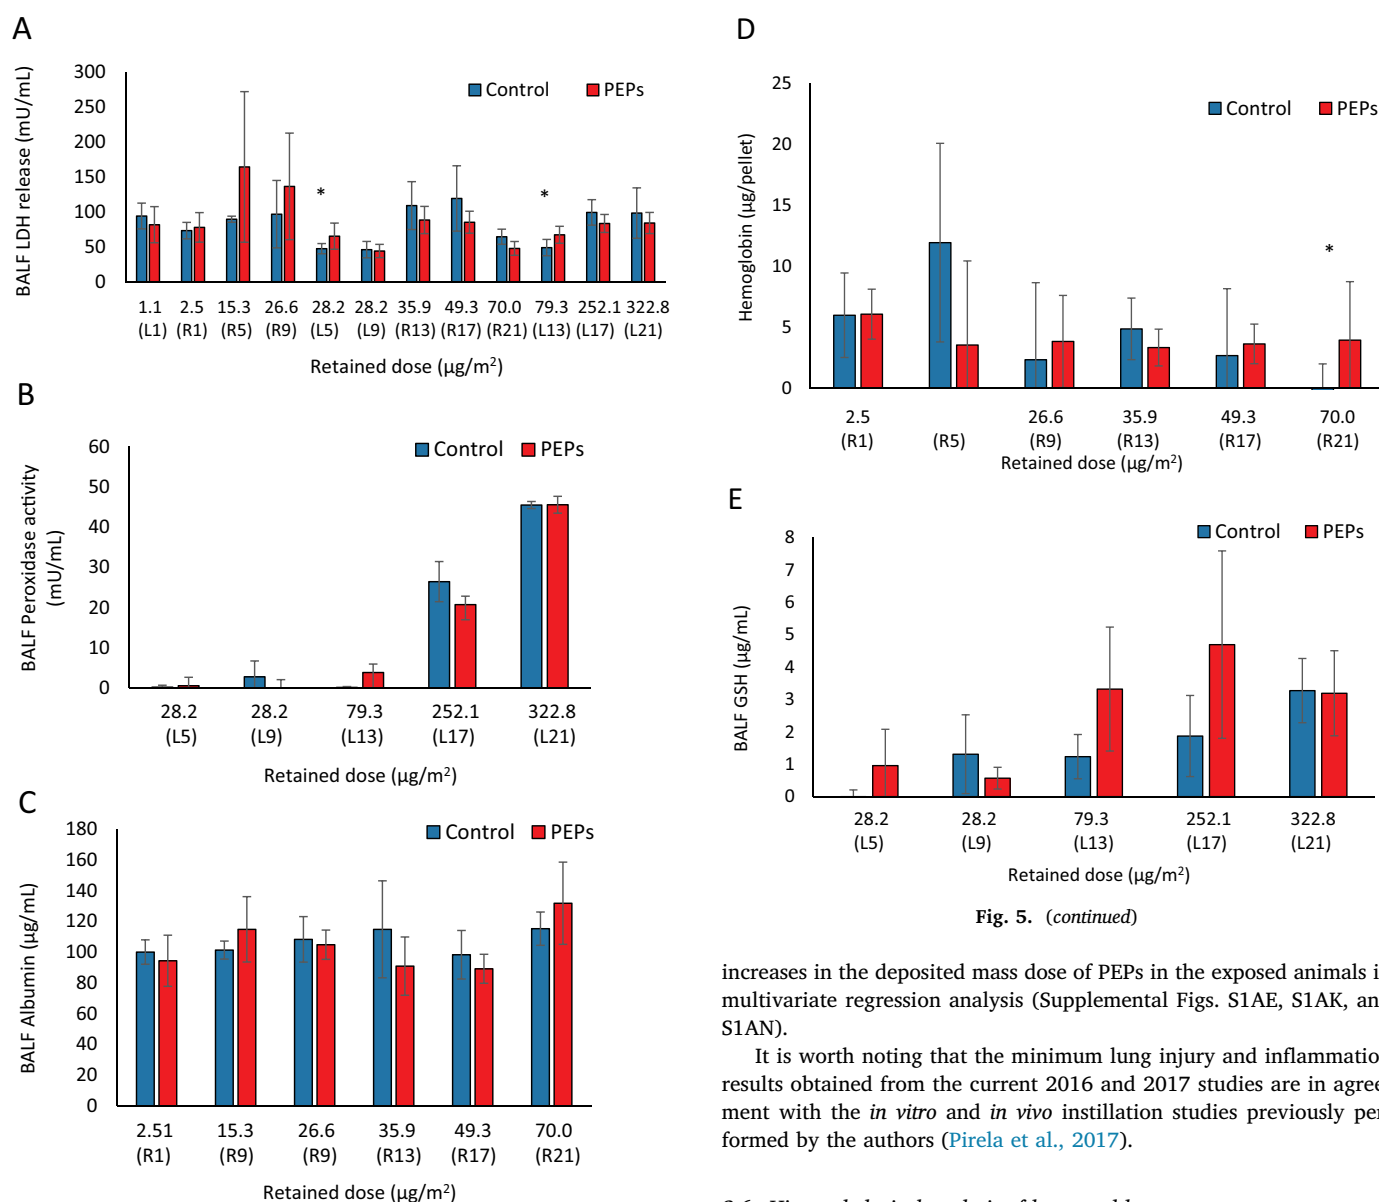 A
BALF LDH release (mU/mL)
300
250
200
150
100
50
0
Control PEPs
* *
1.1 2.5 15.3 26.6 28.2 28.2 35.9 49.3 70.0 79.3 252.1 322.8
(L1) (R1) (R5) (R9) (L5) (L9) (R13) (R17) (R21) (L13) (L17) (L21)
Retained dose (µg/m²)
B
BALF Peroxidase activity
(mU/mL)
60
50
40
30
20
10
0
Control PEPs
28.2 28.2 79.3 252.1 322.8
(L5) (L9) (L13) (L17) (L21)
Retained dose (µg/m²)
C
BALF Albumin (µg/mL)
180
160
140
120
100
80
60
40
20
0
Control PEPs
2.51 15.3 26.6 35.9 49.3 70.0
(R1) (R9) (R9) (R13) (R17) (R21)
Retained dose (µg/m²)
D
Hemoglobin (µg/pellet)
25
20
15
10
5
0
Control PEPs
*
2.5 26.6 35.9 49.3 70.0
(R1) (R5) (R9) (R13) (R17) (R21)
Retained dose (µg/m²)
E
BALF GSH (µg/mL)
8
7
6
5
4
3
2
1
0
Control PEPs
28.2 28.2 79.3 252.1 322.8
(L5) (L9) (L13) (L17) (L21)
Retained dose (µg/m²)
Fig. 5. (continued)
increases in the deposited mass dose of PEPs in the exposed animals i
multivariate regression analysis (Supplemental Figs. S1AE, S1AK, an
S1AN).
It is worth noting that the minimum lung injury and inflammatio
results obtained from the current 2016 and 2017 studies are in agree
ment with the in vitro and in vivo instillation studies previously per
formed by the authors (Pirela et al., 2017).